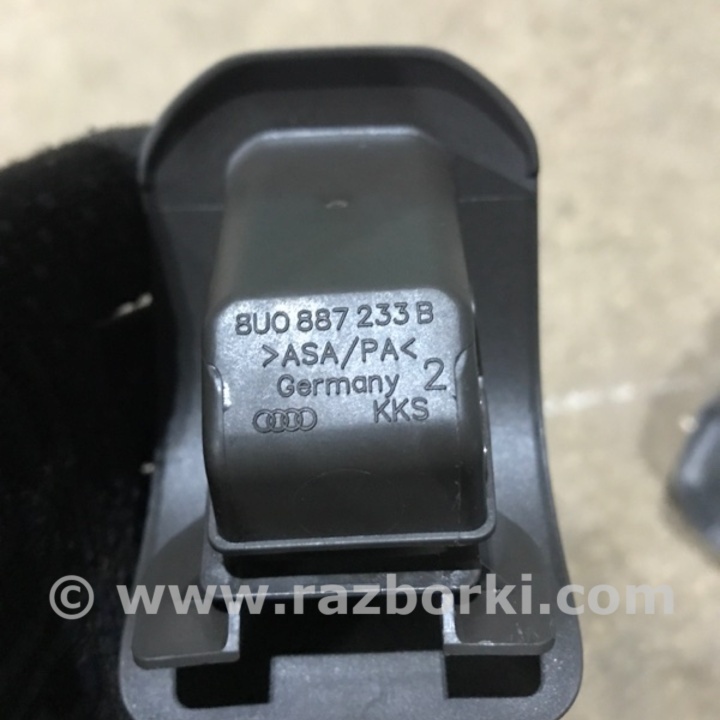 8U0 887 233 B
>ASA/PA<
Germany 2
KKS
© www.razborki.com